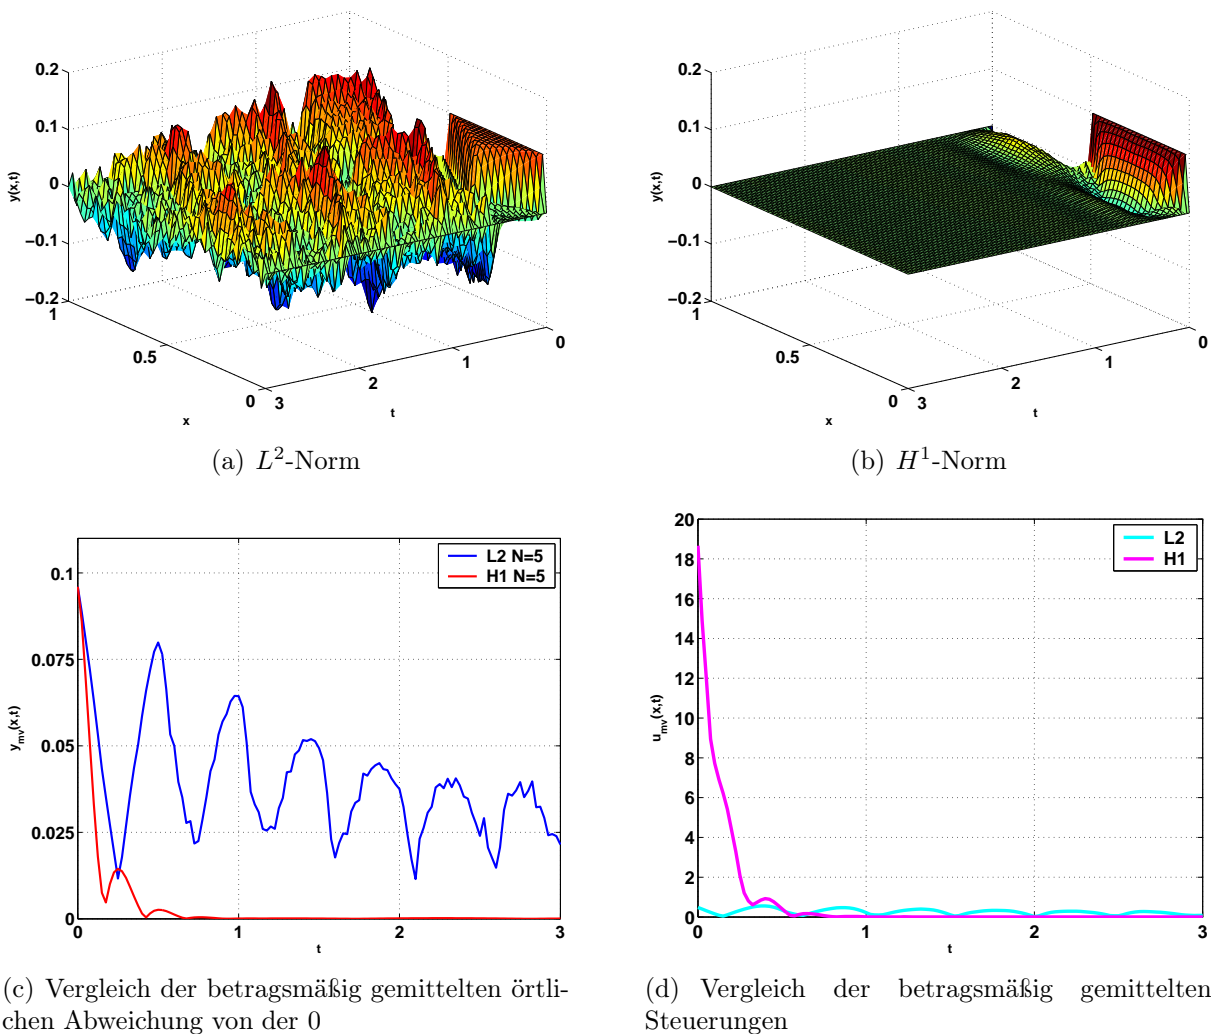 0.2
0.1
0
−0.1
−0.2
y(x,t)
1
0.5
0
x
3
2
1
0
t
(a) L²-Norm
0.2
0.1
0
−0.1
−0.2
y(x,t)
1
0.5
0
x
3
2
1
0
t
(b) H¹-Norm
0.1
0.075
0.05
0.025
0
y_mv(x,t)
L2 N=5
H1 N=5
0
1
2
3
t
(c) Vergleich der betragsmäßig gemittelten örtli-
chen Abweichung von der 0
20
18
16
14
12
10
8
6
4
2
0
u_mv(x,t)
L2
H1
0
1
2
3
t
(d) Vergleich der betragsmäßig gemittelten
Steuerungen